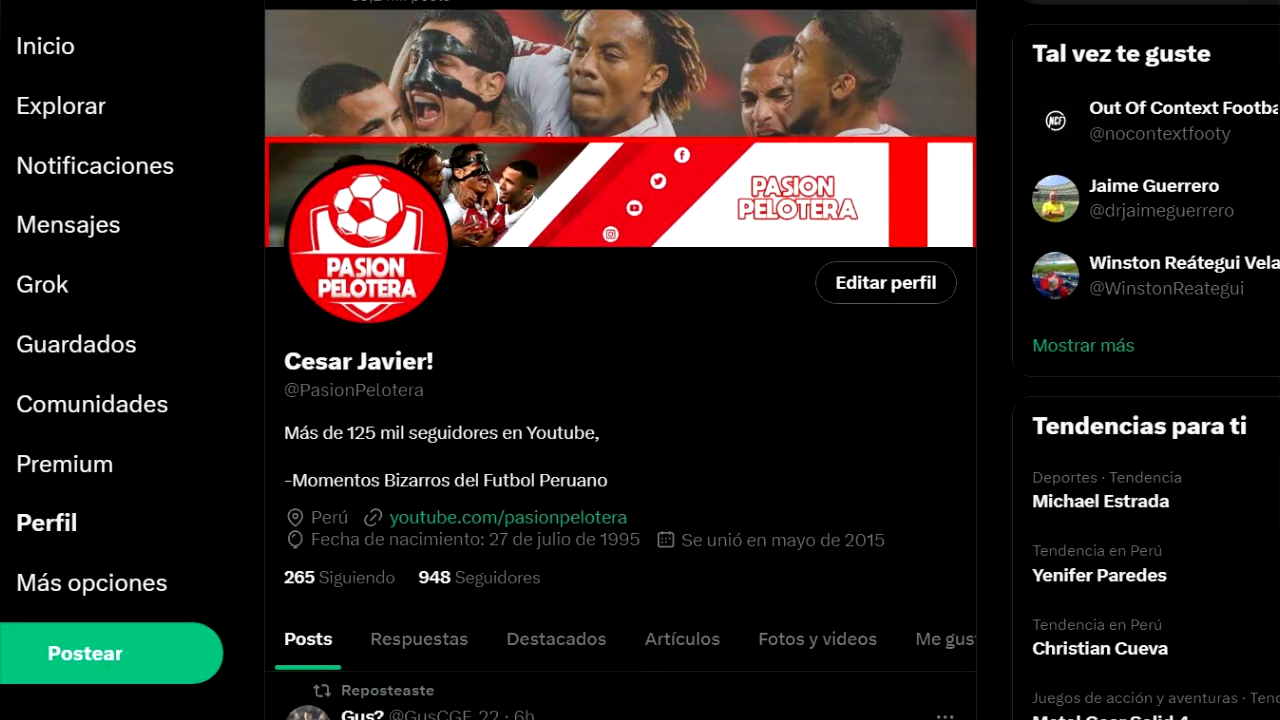 Inicio
Explorar
Notificaciones
Mensajes
Grok
Guardados
Comunidades
Premium
Perfil
Más opciones
Postear
PASION
PELOTERA
PASION
PELOTERA
Editar perfil
Cesar Javier!
@PasionPelotera
Más de 125 mil seguidores en Youtube,
-Momentos Bizarros del Futbol Peruano
Perú youtube.com/pasionpelotera
Fecha de nacimiento: 27 de julio de 1995 Se unió en mayo de 2015
265 Siguiendo 948 Seguidores
Posts Respuestas Destacados Artículos Fotos y videos Me gus
Reposteaste
Gus? @GusCGF_22 · 6h
Tal vez te guste
Out Of Context Footba
@nocontextfooty
Jaime Guerrero
@drjaimeguerrero
Winston Reátegui Vela
@WinstonReategui
Mostrar más
Tendencias para ti
Deportes · Tendencia
Michael Estrada
Tendencia en Perú
Yenifer Paredes
Tendencia en Perú
Christian Cueva
Juegos de acción y aventuras · Tend
Metal Gear Solid 4